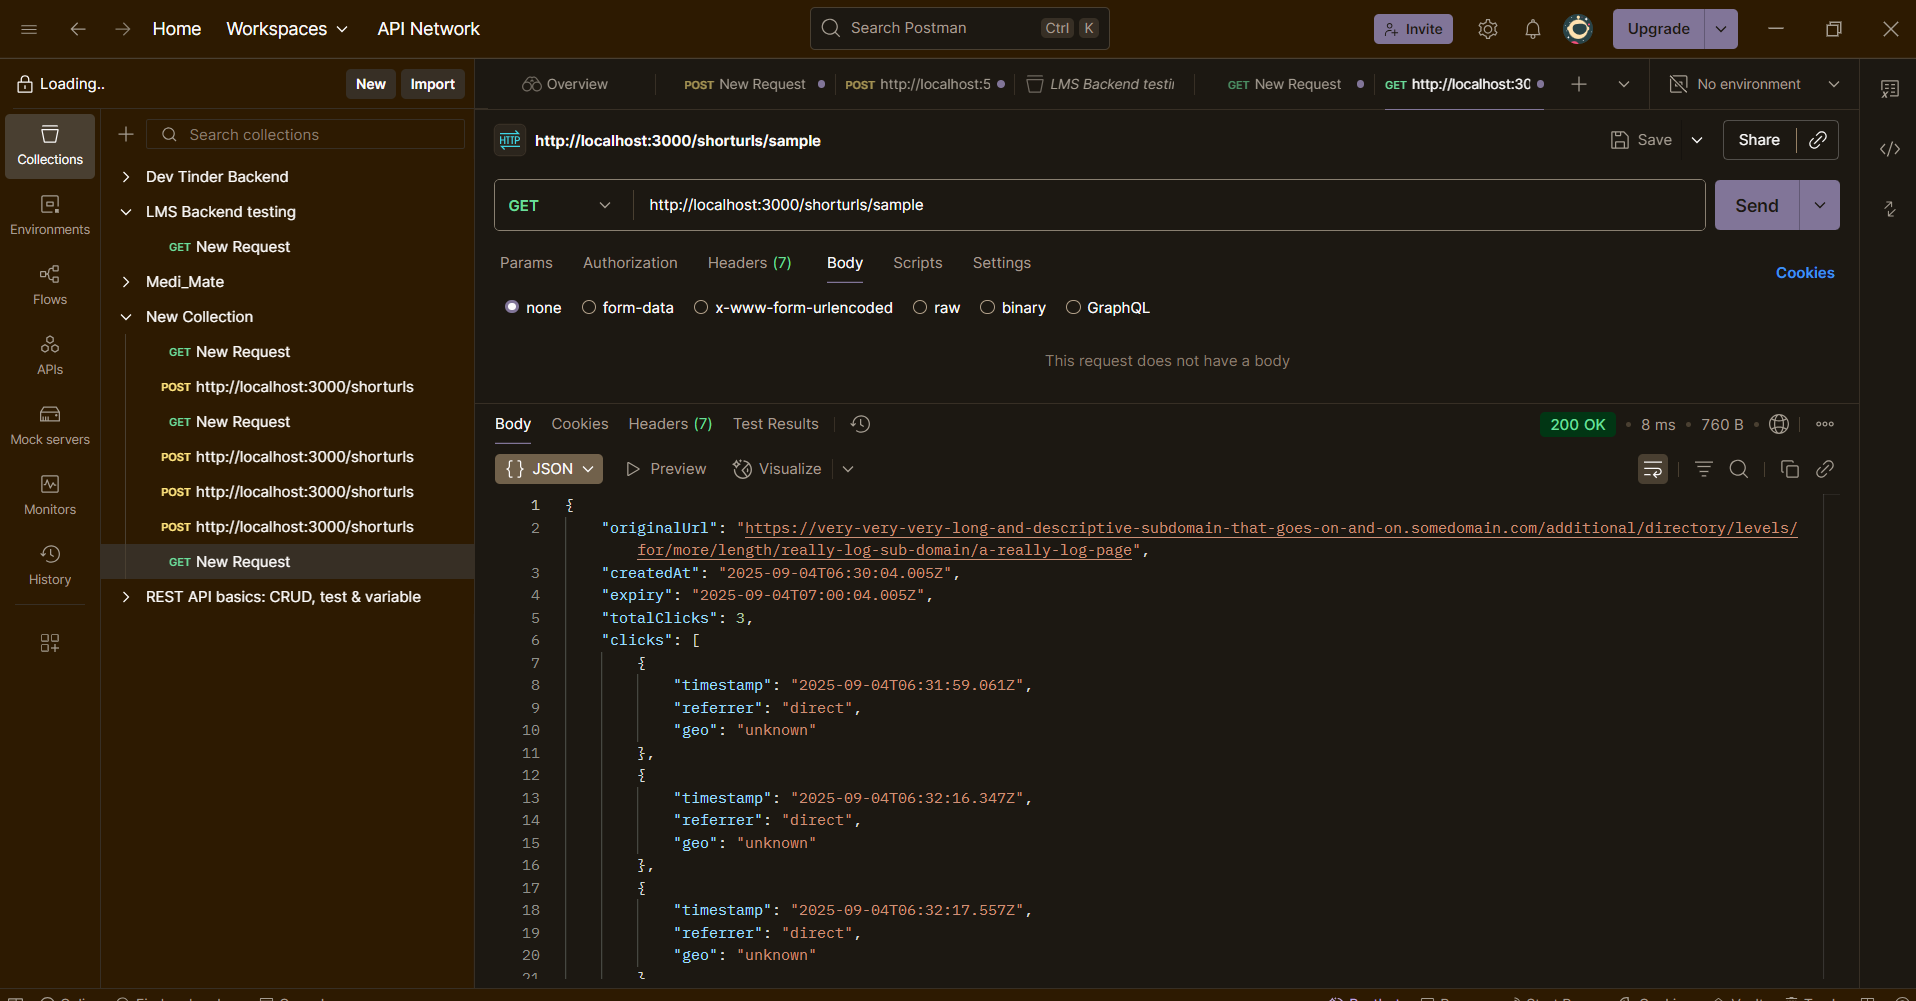 Home Workspaces API Network Search Postman Ctrl K Invite Upgrade
Loading.. New Import
Overview POST New Request POST http://localhost:5 LMS Backend testin GET New Request GET http://localhost:30 No environment
Search collections
Collections
Environments
Flows
APIs
Mock servers
Monitors
History
Dev Tinder Backend
LMS Backend testing
GET New Request
Medi_Mate
New Collection
GET New Request
POST http://localhost:3000/shorturls
GET New Request
POST http://localhost:3000/shorturls
POST http://localhost:3000/shorturls
POST http://localhost:3000/shorturls
GET New Request
REST API basics: CRUD, test & variable
HTTP http://localhost:3000/shorturls/sample Save Share
GET http://localhost:3000/shorturls/sample Send
Params Authorization Headers (7) Body Scripts Settings Cookies
none form-data x-www-form-urlencoded raw binary GraphQL
This request does not have a body
Body Cookies Headers (7) Test Results 200 OK • 8 ms • 760 B •
{} JSON Preview Visualize
1 {
2 "originalUrl": "https://very-very-very-long-and-descriptive-subdomain-that-goes-on-and-on.somedomain.com/additional/directory/levels/
for/more/length/really-log-sub-domain/a-really-log-page",
3 "createdAt": "2025-09-04T06:30:04.005Z",
4 "expiry": "2025-09-04T07:00:04.005Z",
5 "totalClicks": 3,
6 "clicks": [
7 {
8 "timestamp": "2025-09-04T06:31:59.061Z",
9 "referrer": "direct",
10 "geo": "unknown"
11 },
12 {
13 "timestamp": "2025-09-04T06:32:16.347Z",
14 "referrer": "direct",
15 "geo": "unknown"
16 },
17 {
18 "timestamp": "2025-09-04T06:32:17.557Z",
19 "referrer": "direct",
20 "geo": "unknown"
21 }